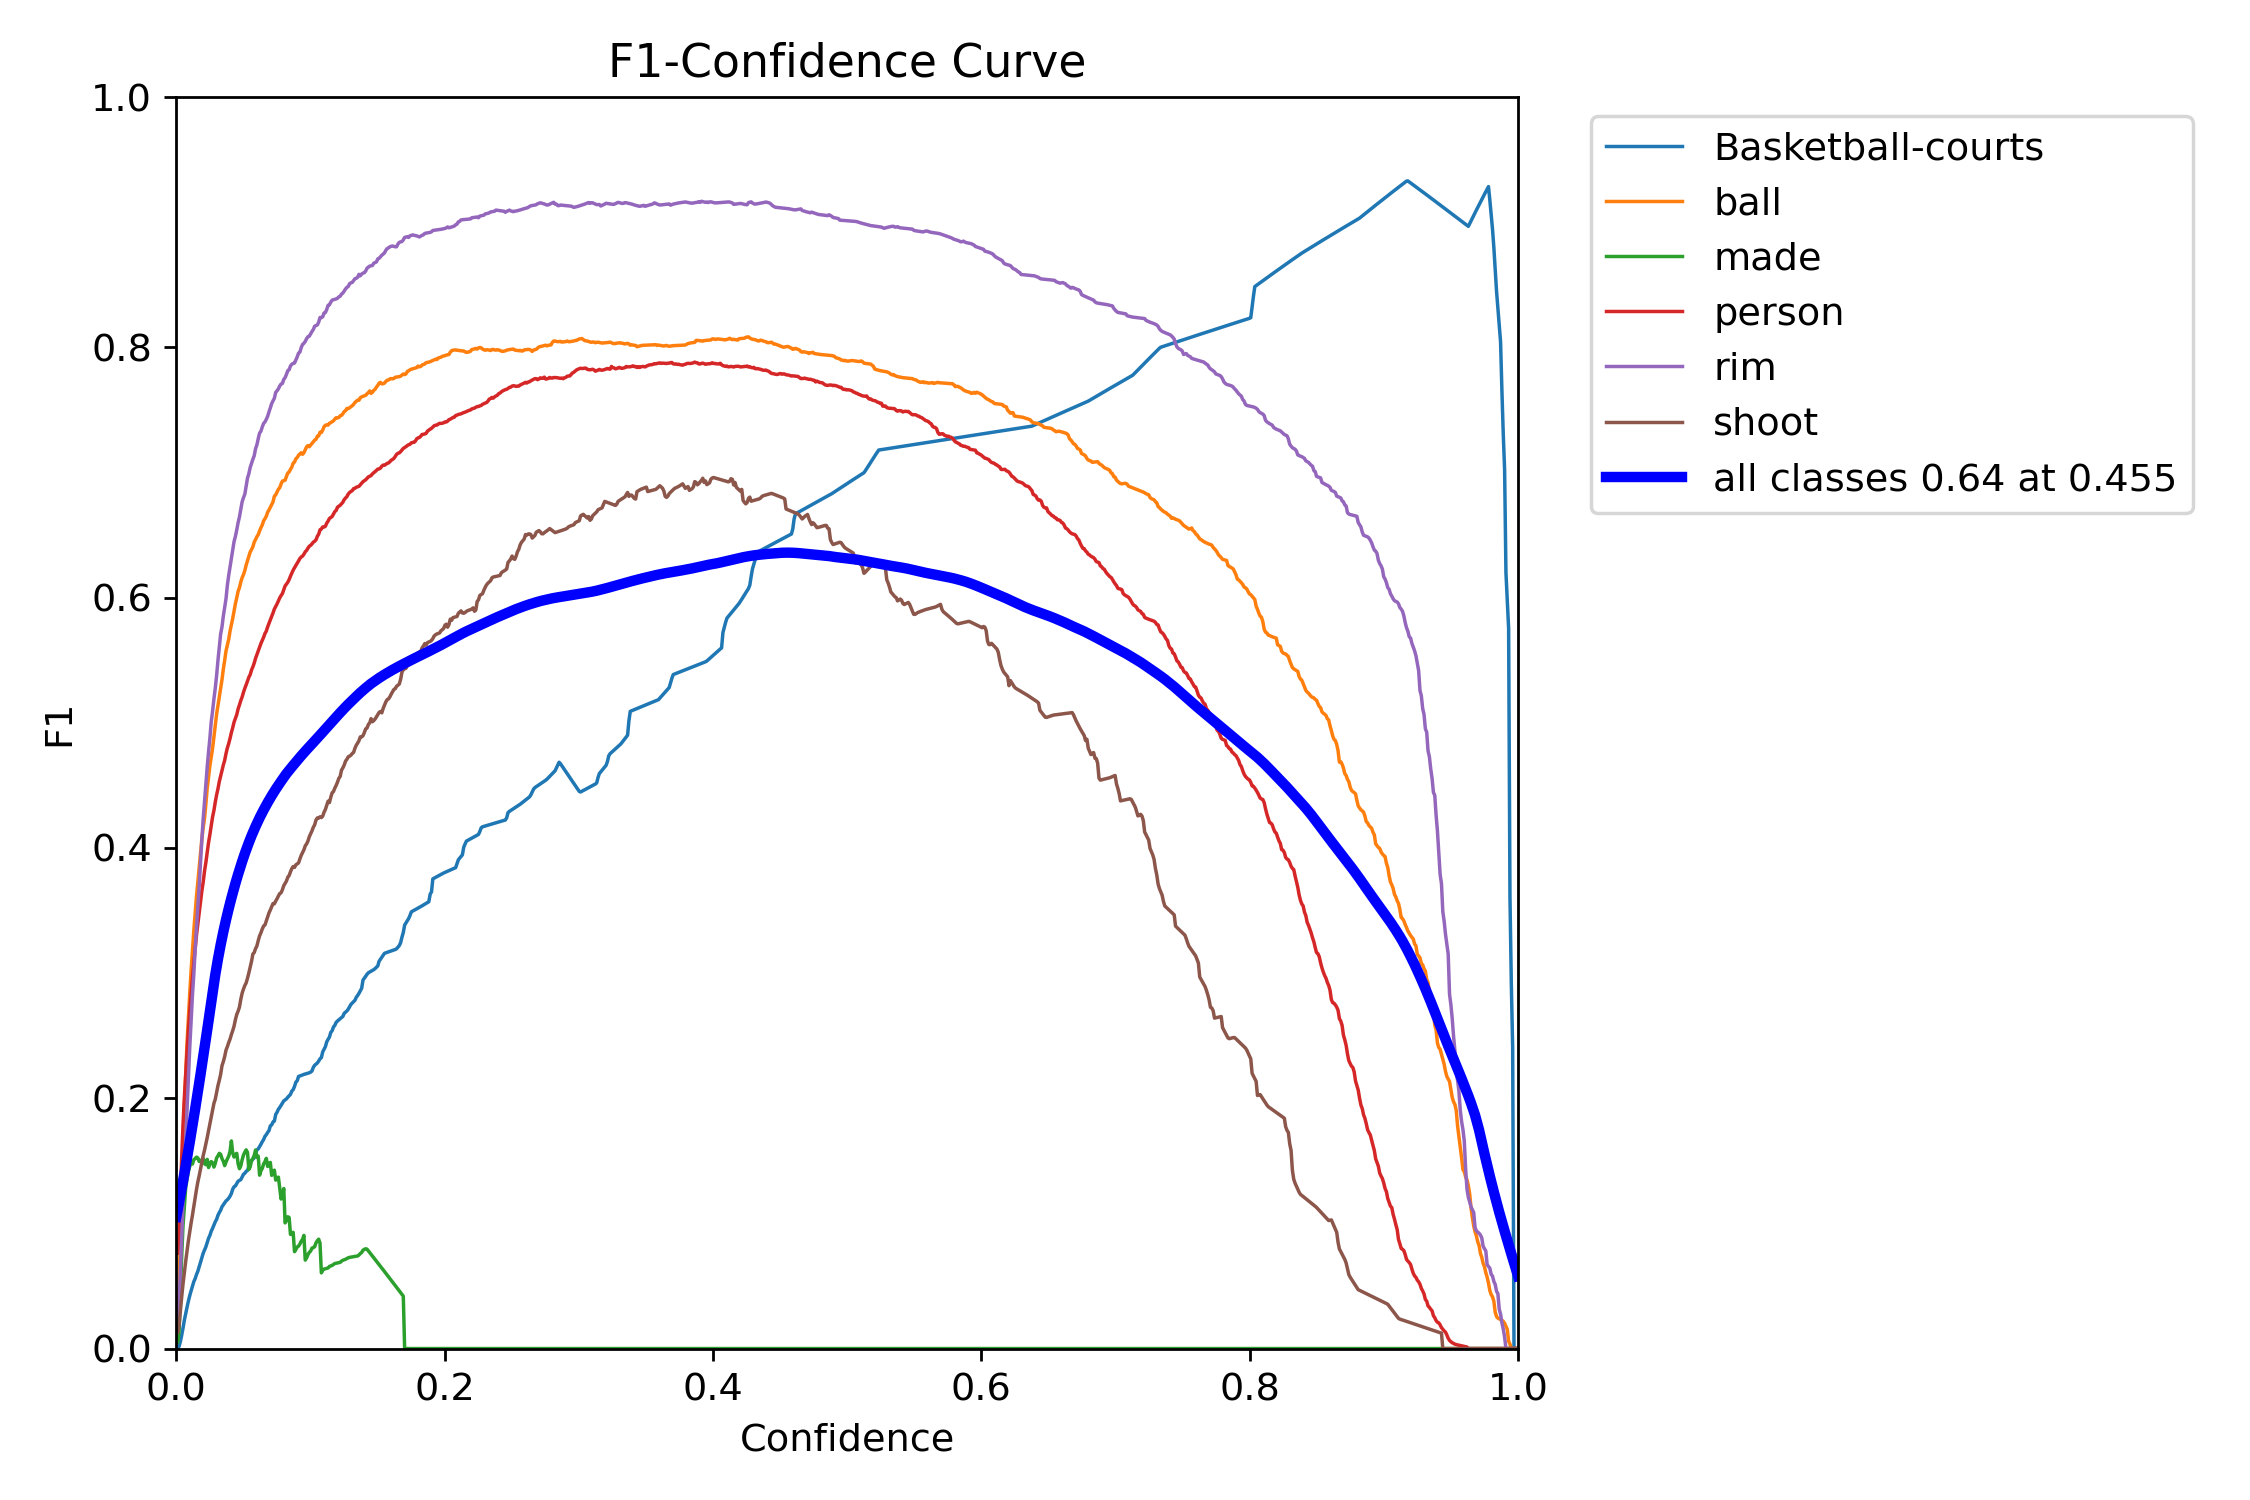 F1-Confidence Curve
1.0
0.8
0.6
0.4
0.2
0.0
F1
0.0 0.2 0.4 0.6 0.8 1.0
Confidence
Basketball-courts
ball
made
person
rim
shoot
all classes 0.64 at 0.455